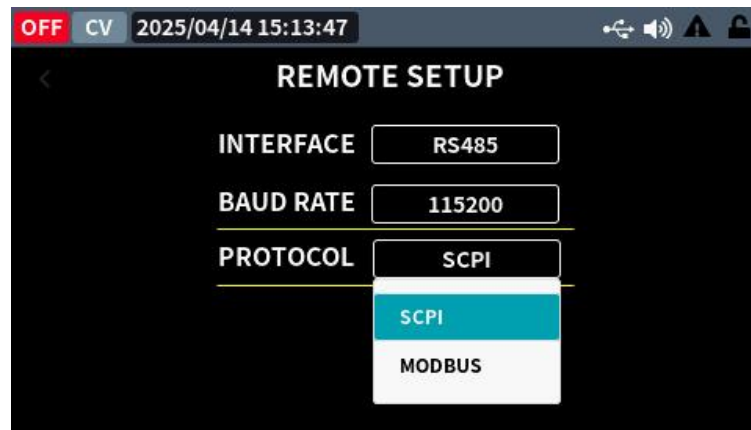 OFF CV 2025/04/14 15:13:47
REMOTE SETUP
INTERFACE RS485
BAUD RATE 115200
PROTOCOL SCPI
SCPI
MODBUS